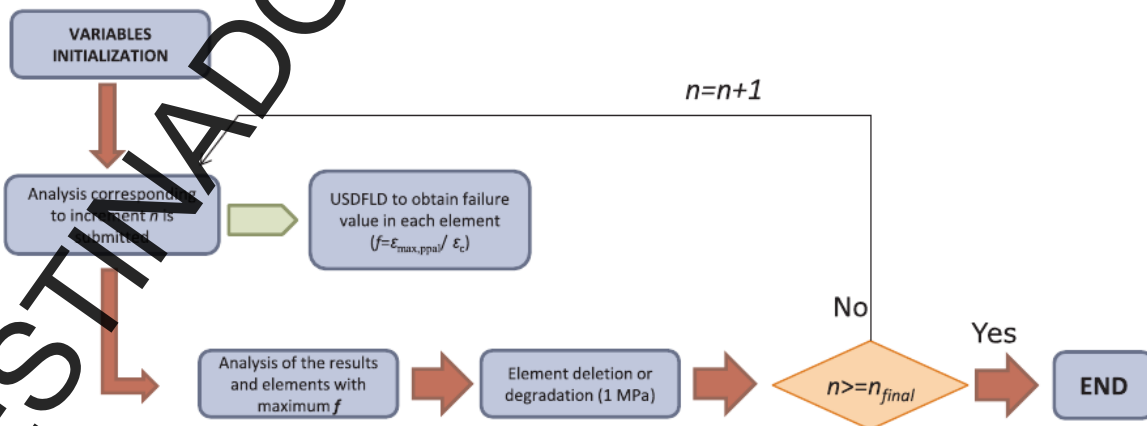 VARIABLES
INITIALIZATION
n=n+1
Analysis corresponding
to increment n is
submitted
USDFLD to obtain failure
value in each element
(f=εmax,ppal/ εc)
No
Yes
Analysis of the results
and elements with
maximum f
Element deletion or
degradation (1 MPa)
n>=nfinal
END
STINADO